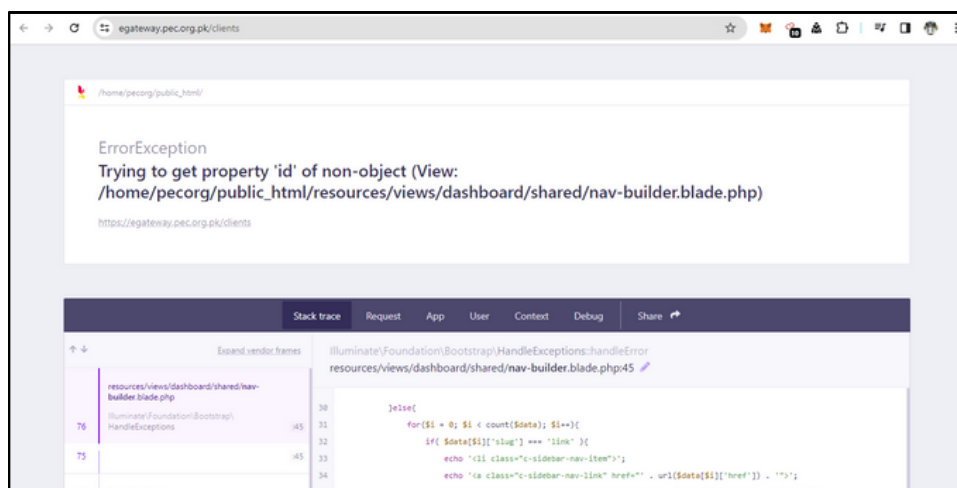 egateway.pec.org.pk/clients
10
/home/pecorg/public_html/
ErrorException
Trying to get property 'id' of non-object (View:
/home/pecorg/public_html/resources/views/dashboard/shared/nav-builder.blade.php)
https://egateway.pec.org.pk/clients
Stack trace Request App User Context Debug Share
Expand vendor frames
resources/views/dashboard/shared/nav-
builder.blade.php
Illuminate\Foundation\Bootstrap\
76 HandleExceptions :45
75 :45
Illuminate\Foundation\Bootstrap\HandleExceptions::handleError
resources/views/dashboard/shared/nav-builder.blade.php:45
30 }else{
31 for($i = 0; $i < count($data); $i++){
32 if( $data[$i]['slug'] === 'link' ){
33 echo '<li class="c-sidebar-nav-item">';
34 echo '<a class="c-sidebar-nav-link" href="' . url($data[$i]['href']) . '">';